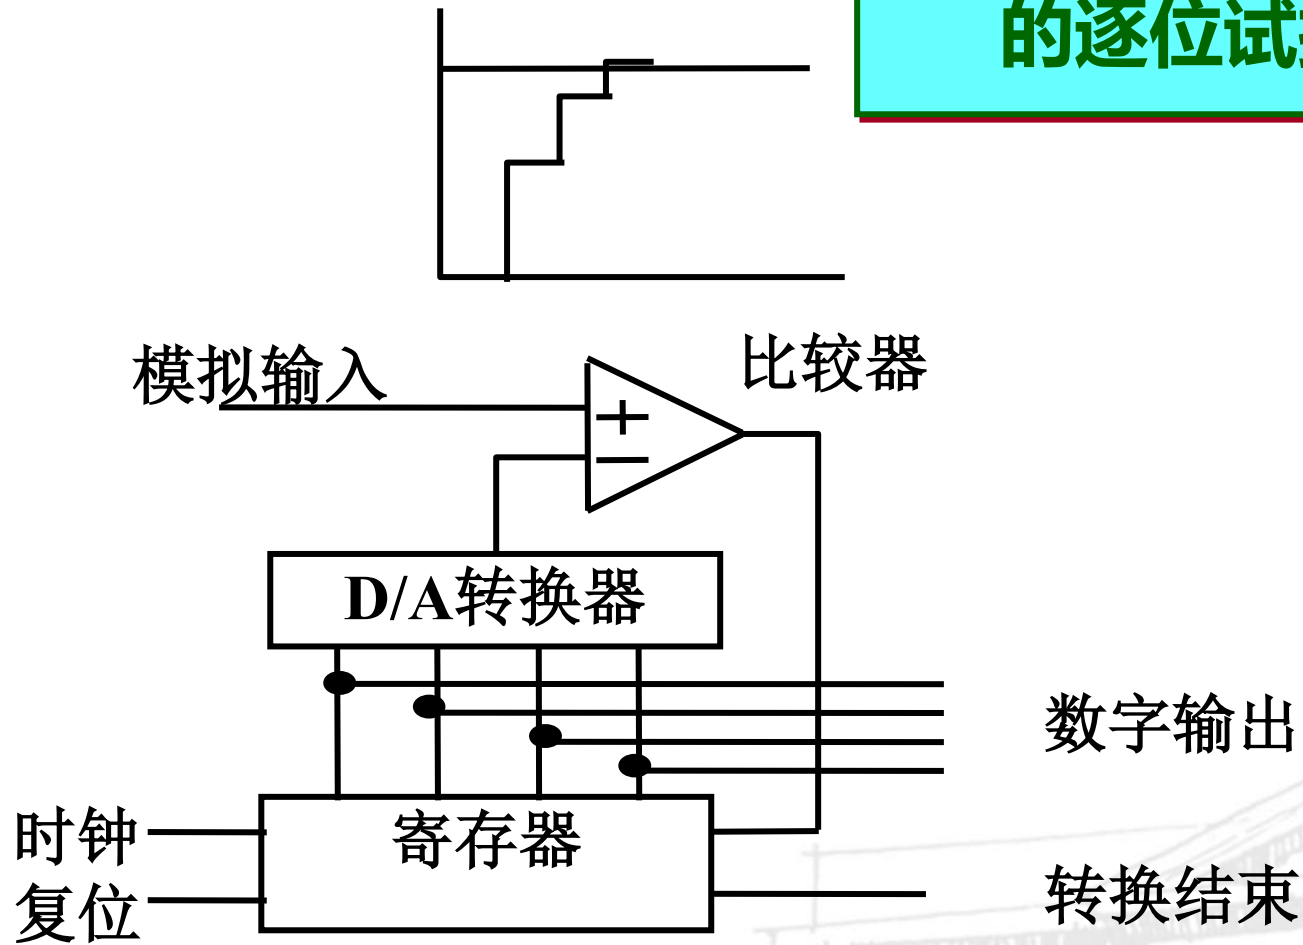 的逐位试
模拟输入
比较器
D/A转换器
数字输出
寄存器
时钟
复位
转换结束